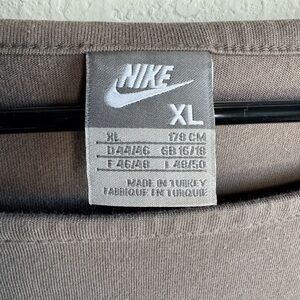 NIKE
XL
XL 178 CM
D 44/46 GB 16/18
F 46/48 I 48/50
MADE IN TURKEY
FABRIQUE EN TURQUIE